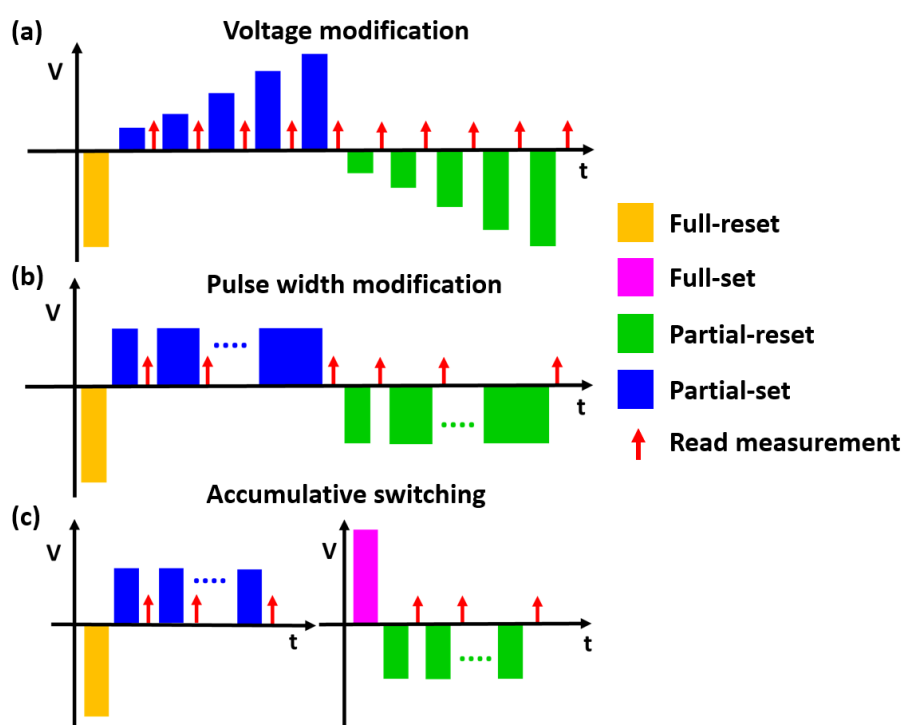 (a)
Voltage modification
V
t
(b)
Pulse width modification
V
t
Accumulative switching
(c)
V
t
V
t
Full-reset
Full-set
Partial-reset
Partial-set
Read measurement